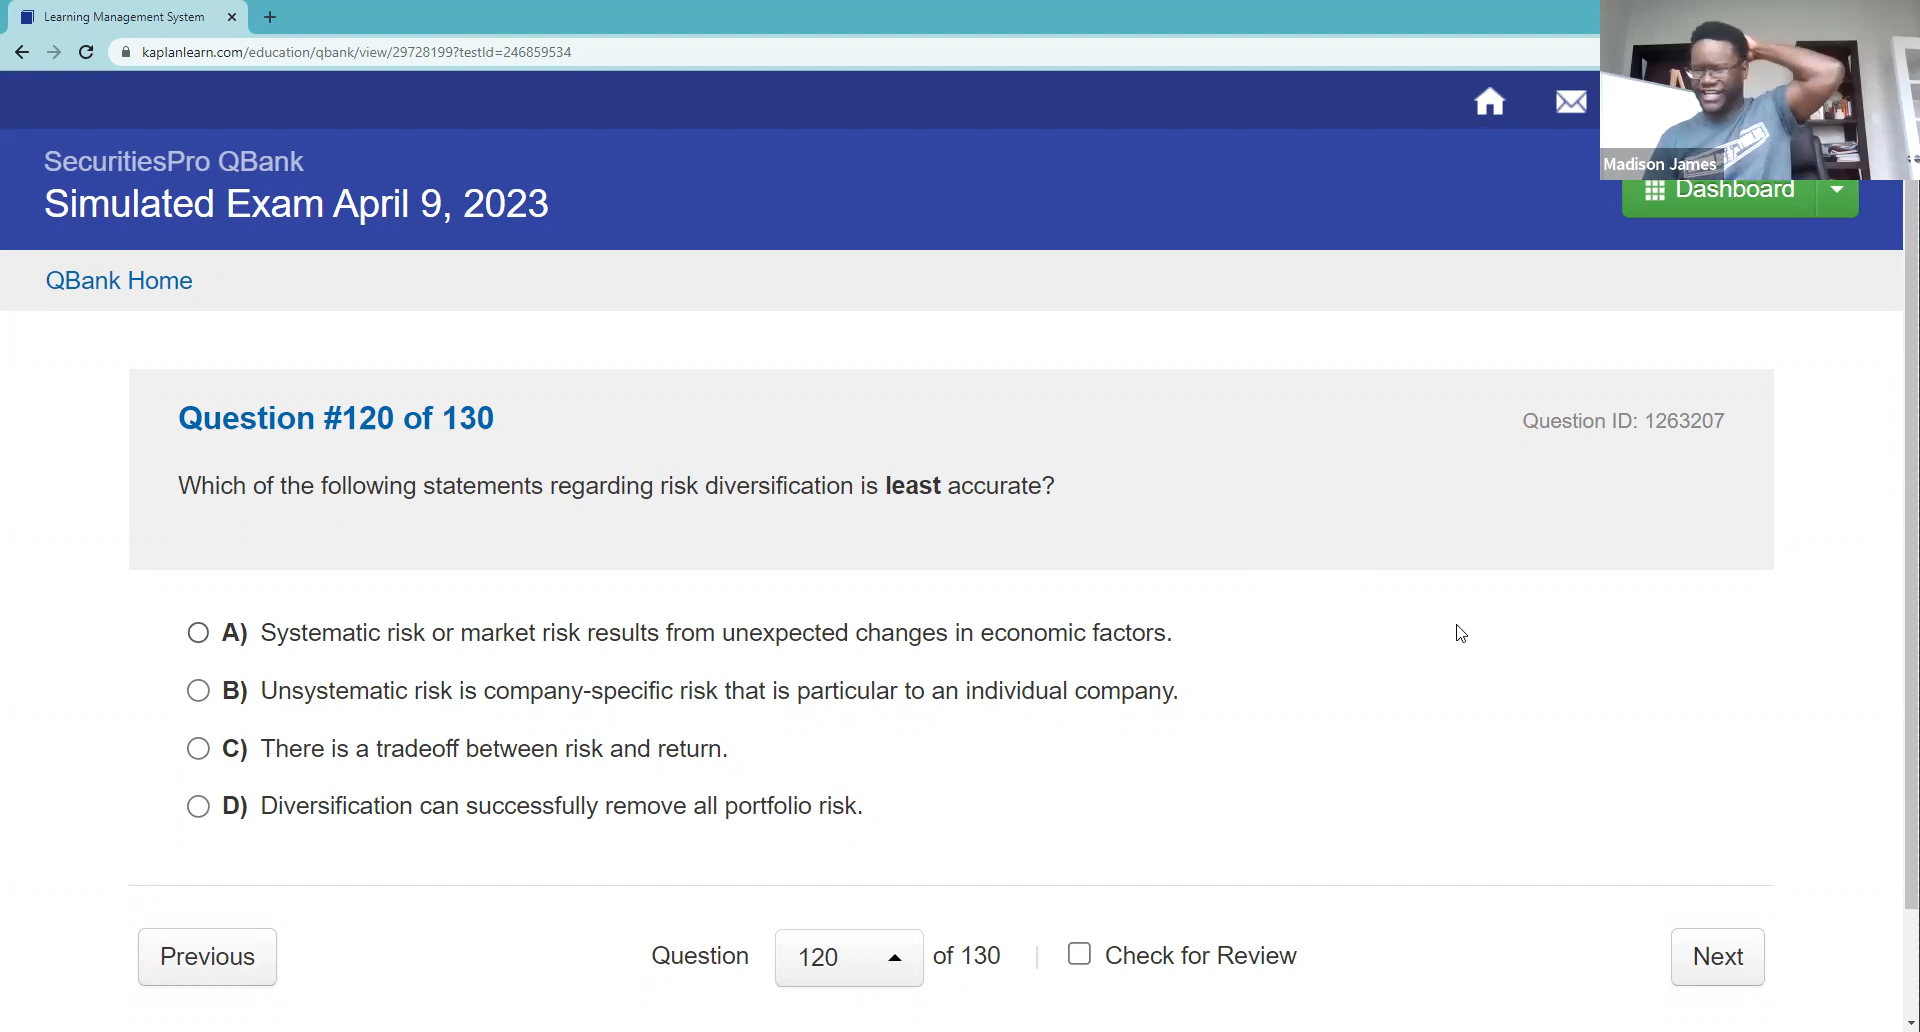 Learning Management System
kaplanlearn.com/education/qbank/view/29728199?testId=246859534
Madison James
SecuritiesPro QBank
Simulated Exam April 9, 2023
Dashboard
QBank Home
Question #120 of 130
Question ID: 1263207
Which of the following statements regarding risk diversification is least accurate?
A) Systematic risk or market risk results from unexpected changes in economic factors.
B) Unsystematic risk is company-specific risk that is particular to an individual company.
C) There is a tradeoff between risk and return.
D) Diversification can successfully remove all portfolio risk.
Previous
Question 120 of 130 | Check for Review
Next